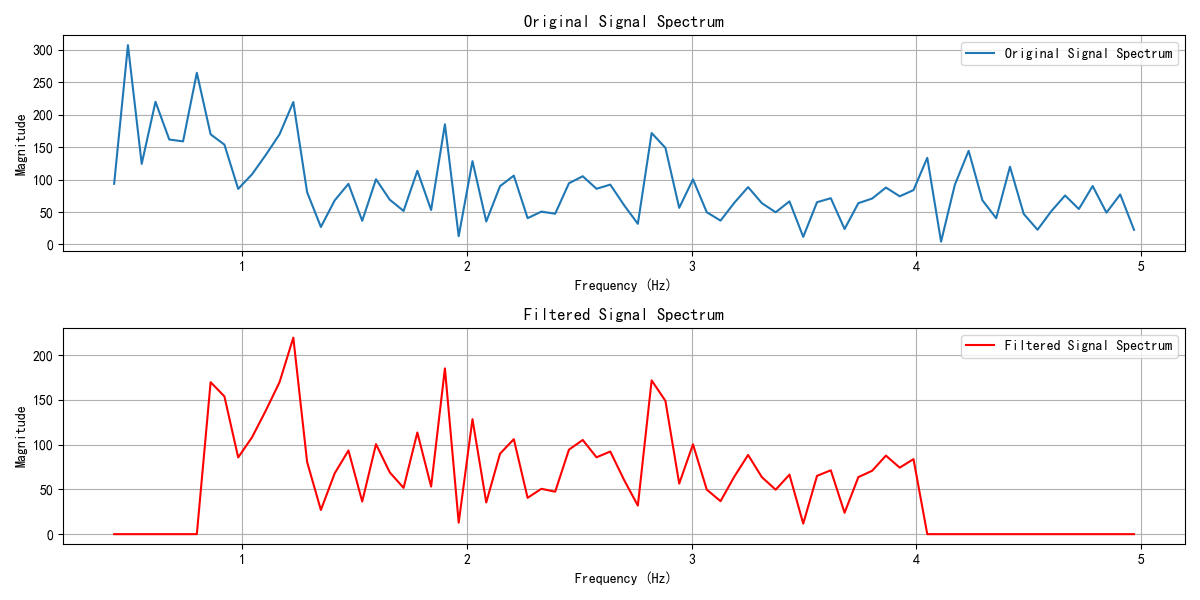 Original Signal Spectrum
Original Signal Spectrum
300
250
200
150
100
50
0
Magnitude
1
2
3
4
5
Frequency (Hz)
Filtered Signal Spectrum
Filtered Signal Spectrum
200
150
100
50
0
Magnitude
1
2
3
4
5
Frequency (Hz)